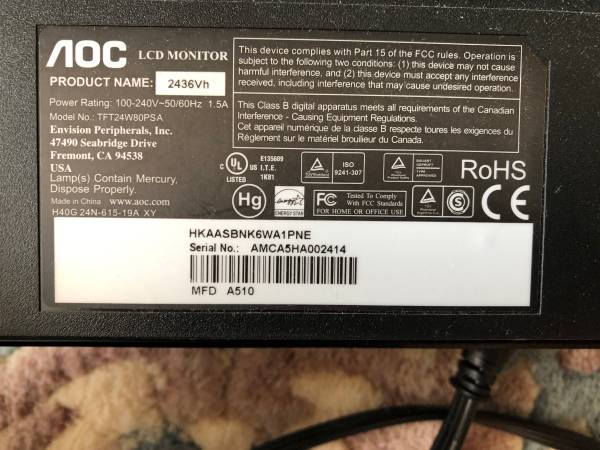 AOC LCD MONITOR
PRODUCT NAME: 2436Vh
Power Rating: 100-240V~50/60Hz 1.5A
Model No.: TFT24W80PSA
Envision Peripherals, Inc.
47490 Seabridge Drive
Fremont, CA 94538
USA
Lamp(s) Contain Mercury,
Dispose Properly.
Made in China www.aoc.com
H40G 24N-615-19A XY
This device complies with Part 15 of the FCC rules. Operation is
subject to the following two conditions: (1) this device may not cause
harmful interference, and (2) this device must accept any interference
received, including interference that may cause undesired operation.
This Class B digital apparatus meets all requirements of the Canadian
Interference - Causing Equipment Regulations.
Cet appareil numérique de la classe B respecte toutes les exigences du
Règlement sur le matériel brouilleur du Canada.
C UL US
LISTED
E135689
I.T.E.
1K81
ISO
9241-307
RoHS
Hg
ENERGY STAR
FC Tested To Comply
With FCC Standards
FOR HOME OR OFFICE USE
S
CE
HKAASBNK6WA1PNE
Serial No.: AMCA5HA002414
MFD A510